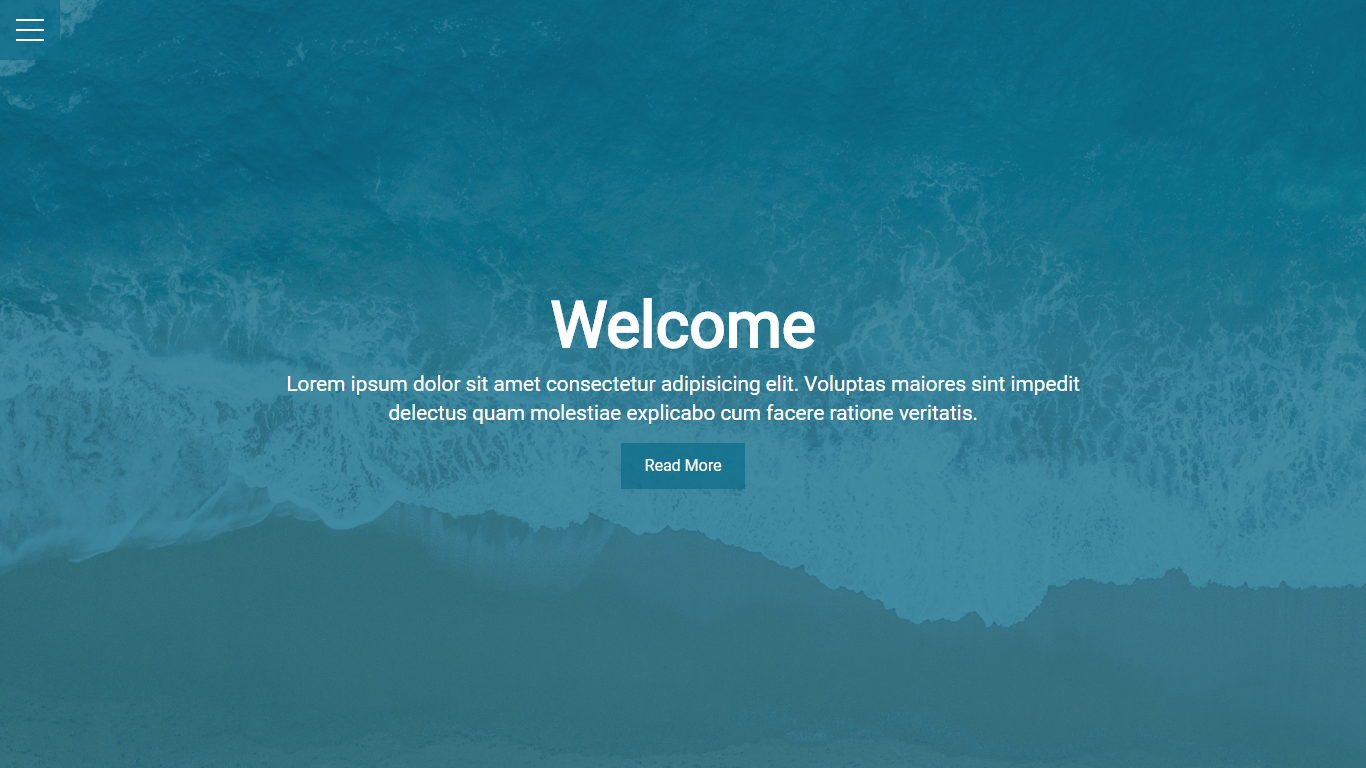 Welcome
Lorem ipsum dolor sit amet consectetur adipisicing elit. Voluptas maiores sint impedit
delectus quam molestiae explicabo cum facere ratione veritatis.
Read More